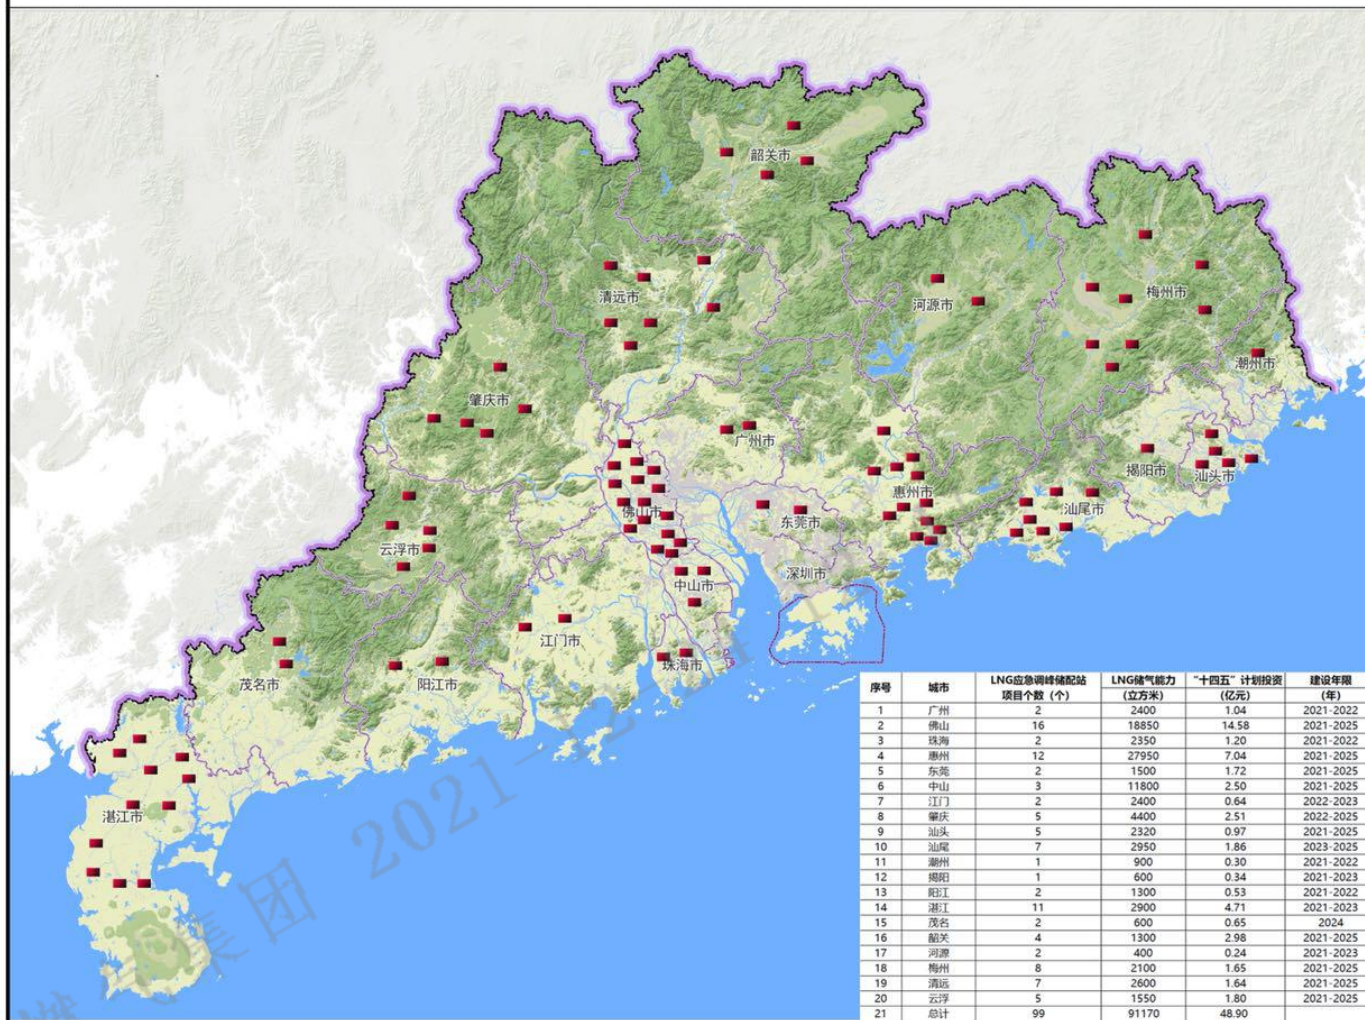 韶关市
清远市
河源市
梅州市
潮州市
肇庆市
广州市
揭阳市
汕头市
惠州市
汕尾市
佛山市
东莞市
云浮市
深圳市
中山市
江门市
珠海市
茂名市
阳江市
湛江市
燃气集团 2021-12-
序号 城市 LNG应急调峰储配站项目个数（个） LNG储气能力（立方米） “十四五”计划投资（亿元） 建设年限（年）
1 广州 2 2400 1.04 2021-2022
2 佛山 16 18850 14.58 2021-2025
3 珠海 2 2350 1.20 2021-2022
4 惠州 12 27950 7.04 2021-2025
5 东莞 2 1500 1.72 2021-2025
6 中山 3 11800 2.50 2021-2025
7 江门 2 2400 0.64 2022-2023
8 肇庆 5 4400 2.51 2022-2025
9 汕头 5 2320 0.97 2021-2025
10 汕尾 7 2950 1.86 2023-2025
11 潮州 1 900 0.30 2021-2022
12 揭阳 1 600 0.34 2021-2023
13 阳江 2 1300 0.53 2021-2022
14 湛江 11 2900 4.71 2021-2023
15 茂名 2 600 0.65 2024
16 韶关 4 1300 2.98 2021-2025
17 河源 2 400 0.24 2021-2023
18 梅州 8 2100 1.65 2021-2025
19 清远 7 2600 1.64 2021-2025
20 云浮 5 1550 1.80 2021-2025
21 总计 99 91170 48.90